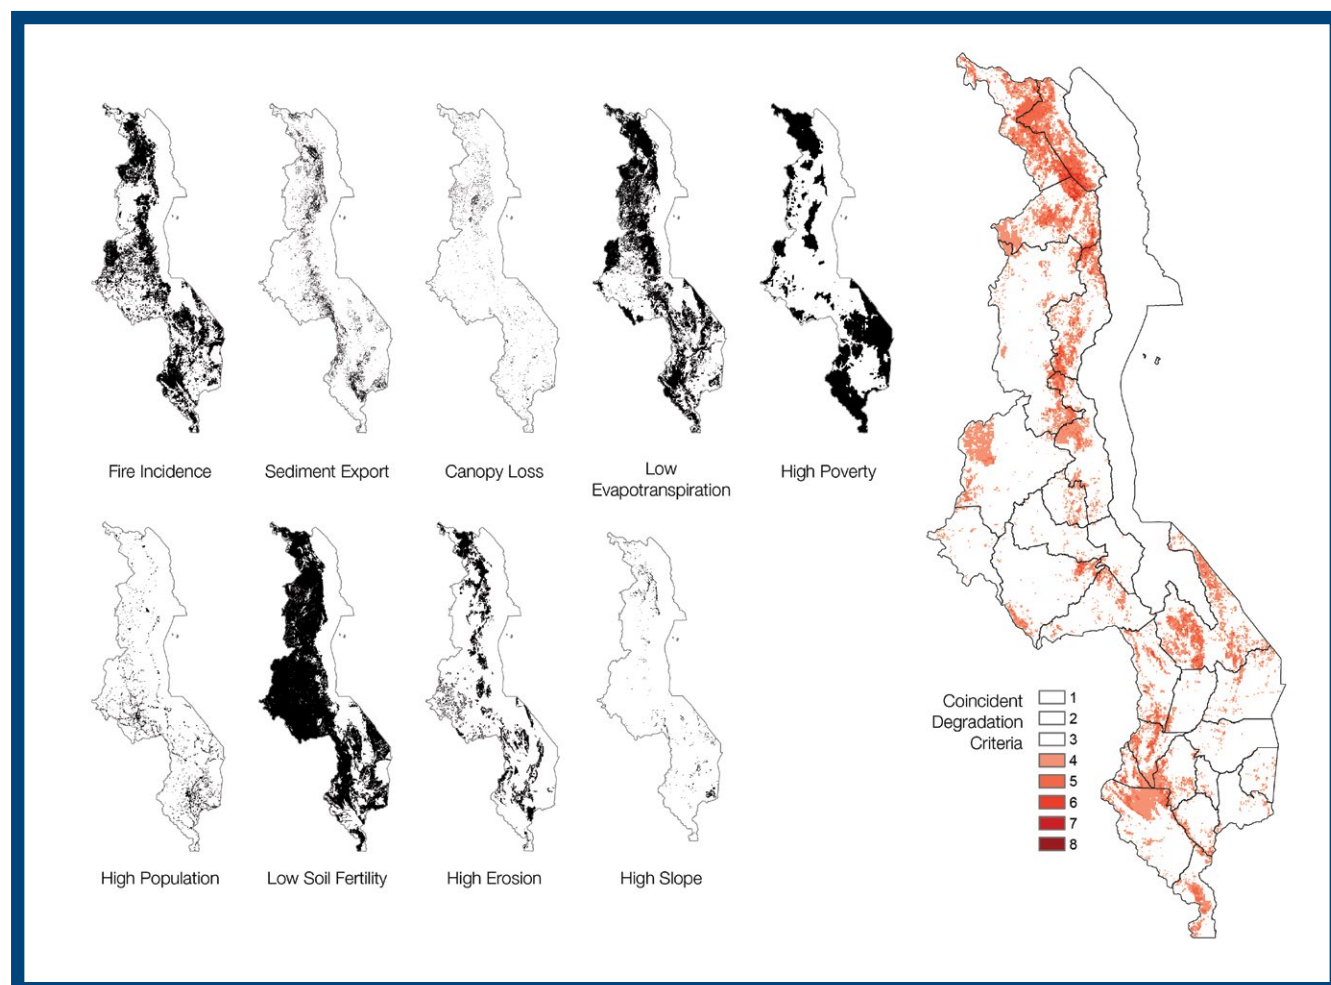 Fire Incidence
Sediment Export
Canopy Loss
Low
Evapotranspiration
High Poverty
High Population
Low Soil Fertility
High Erosion
High Slope
Coincident
Degradation
Criteria
1
2
3
4
5
6
7
8